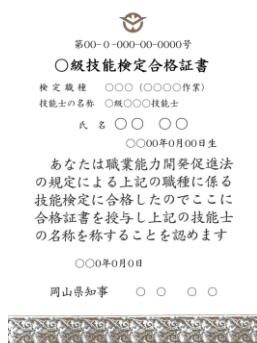 第00-0-000-00-0000号
○級技能検定合格証書
検定職種 ○○○（○○○○作業）
技能士の名称 ○級○○○技能士
氏名 ○○ ○○
○○00年0月00日生
あなたは職業能力開発促進法
の規定による上記の職種に係る
技能検定に合格したのでここに
合格証書を授与し上記の技能士
の名称を称することを認めます
○○0年0月0日
岡山県知事 ○ ○ ○ ○